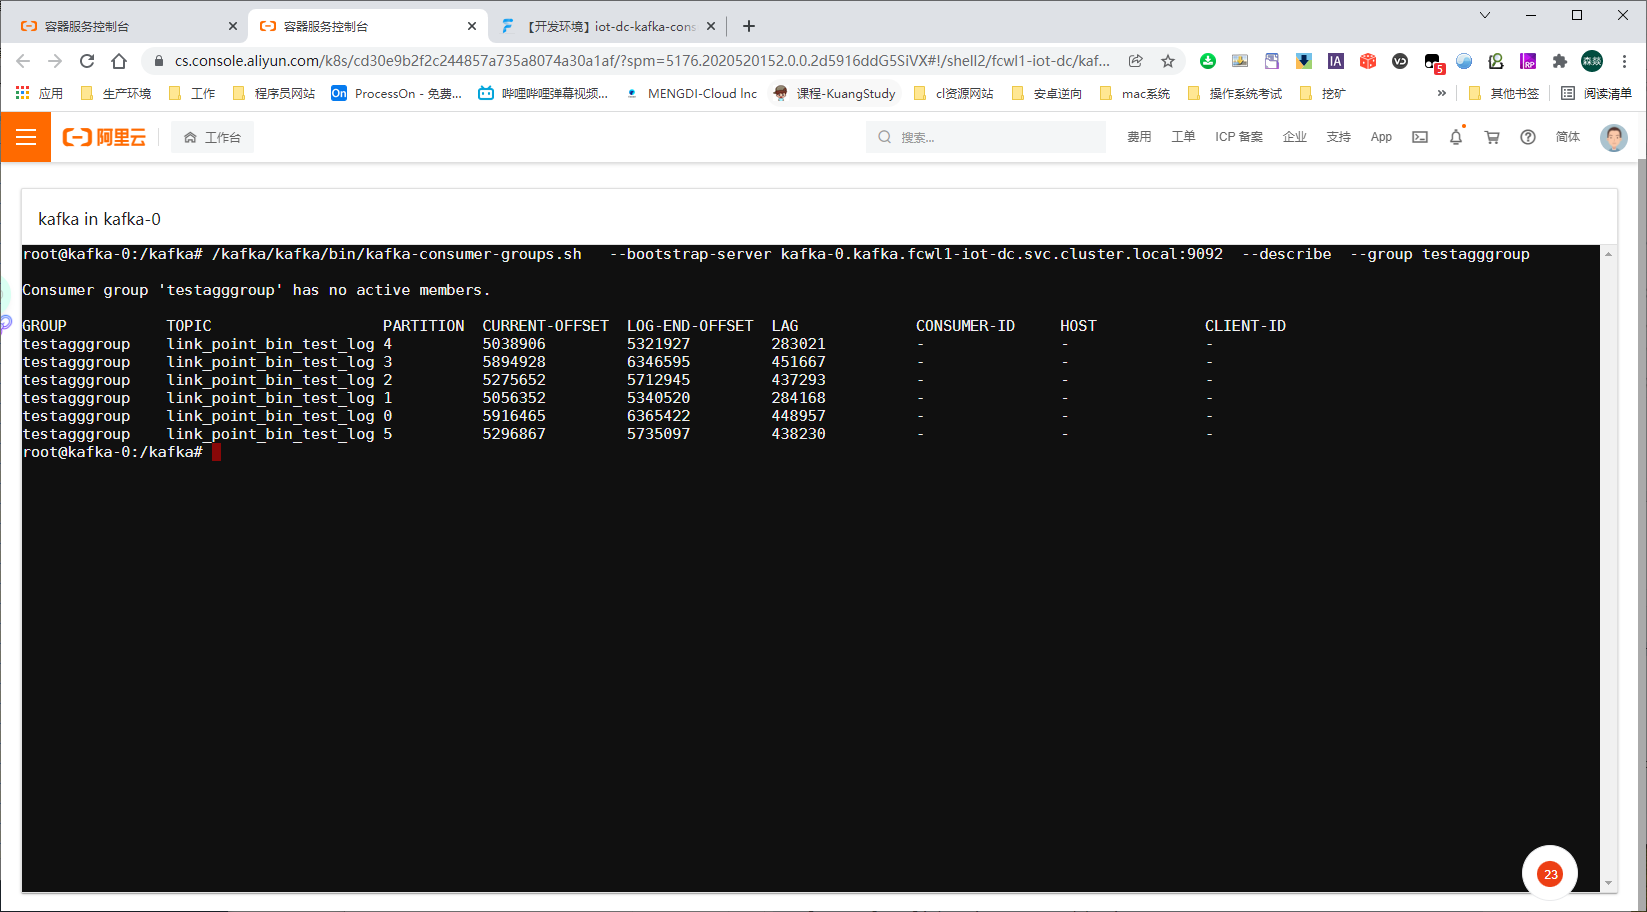 容器服务控制台
容器服务控制台
【开发环境】iot-dc-kafka-cons
cs.console.aliyun.com/k8s/cd30e9b2f2c244857a735a8074a30a1af/?spm=5176.2020520152.0.0.2d5916ddG5SiVX#!/shell2/fcwl1-iot-dc/kaf...
IA
VD
5
RP
森燚
应用
生产环境
工作
程序员网站
On ProcessOn - 免费...
哔哩哔哩弹幕视频...
MENGDI-Cloud lnc
课程-KuangStudy
cl资源网站
安卓逆向
mac系统
操作系统考试
挖矿
»
其他书签
阅读清单
阿里云
工作台
搜索...
费用
工单
ICP 备案
企业
支持
App
简体
kafka in kafka-0
root@kafka-0:/kafka# /kafka/kafka/bin/kafka-consumer-groups.sh   --bootstrap-server kafka-0.kafka.fcwl1-iot-dc.svc.cluster.local:9092  --describe  --group testagggroup
Consumer group 'testagggroup' has no active members.
GROUP           TOPIC                   PARTITION  CURRENT-OFFSET  LOG-END-OFFSET  LAG             CONSUMER-ID     HOST            CLIENT-ID
testagggroup    link_point_bin_test_log 4          5038906         5321927         283021          -               -               -
testagggroup    link_point_bin_test_log 3          5894928         6346595         451667          -               -               -
testagggroup    link_point_bin_test_log 2          5275652         5712945         437293          -               -               -
testagggroup    link_point_bin_test_log 1          5056352         5340520         284168          -               -               -
testagggroup    link_point_bin_test_log 0          5916465         6365422         448957          -               -               -
testagggroup    link_point_bin_test_log 5          5296867         5735097         438230          -               -               -
root@kafka-0:/kafka#
23